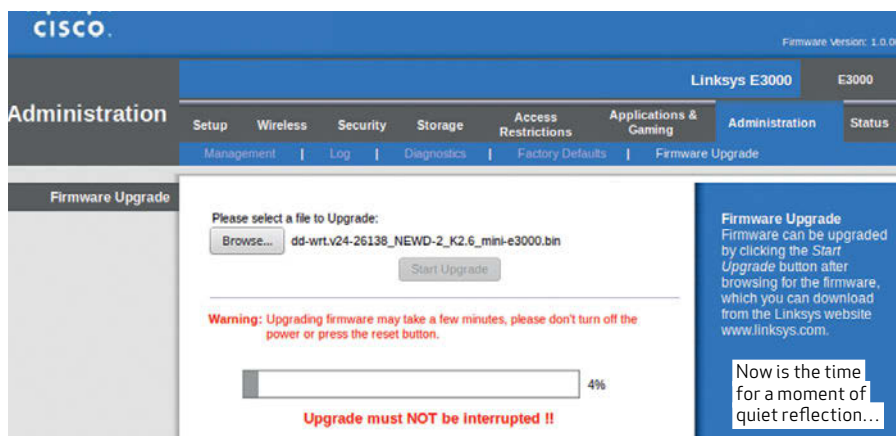 CISCO.
Firmware Version: 1.0.0
Linksys E3000
E3000
Administration
Setup
Wireless
Security
Storage
Access
Restrictions
Applications &
Gaming
Administration
Status
Management | Log | Diagnostics | Factory Defaults | Firmware Upgrade
Firmware Upgrade
Please select a file to Upgrade:
Browse... dd-wrt.v24-26138_NEWD-2_K2.6_mini-e3000.bin
Start Upgrade
Warning: Upgrading firmware may take a few minutes, please don't turn off the
power or press the reset button.
4%
Upgrade must NOT be interrupted !!
Firmware Upgrade
Firmware can be upgraded
by clicking the Start
Upgrade button after
browsing for the firmware,
which you can download
from the Linksys website
www.linksys.com.
Now is the time
for a moment of
quiet reflection...